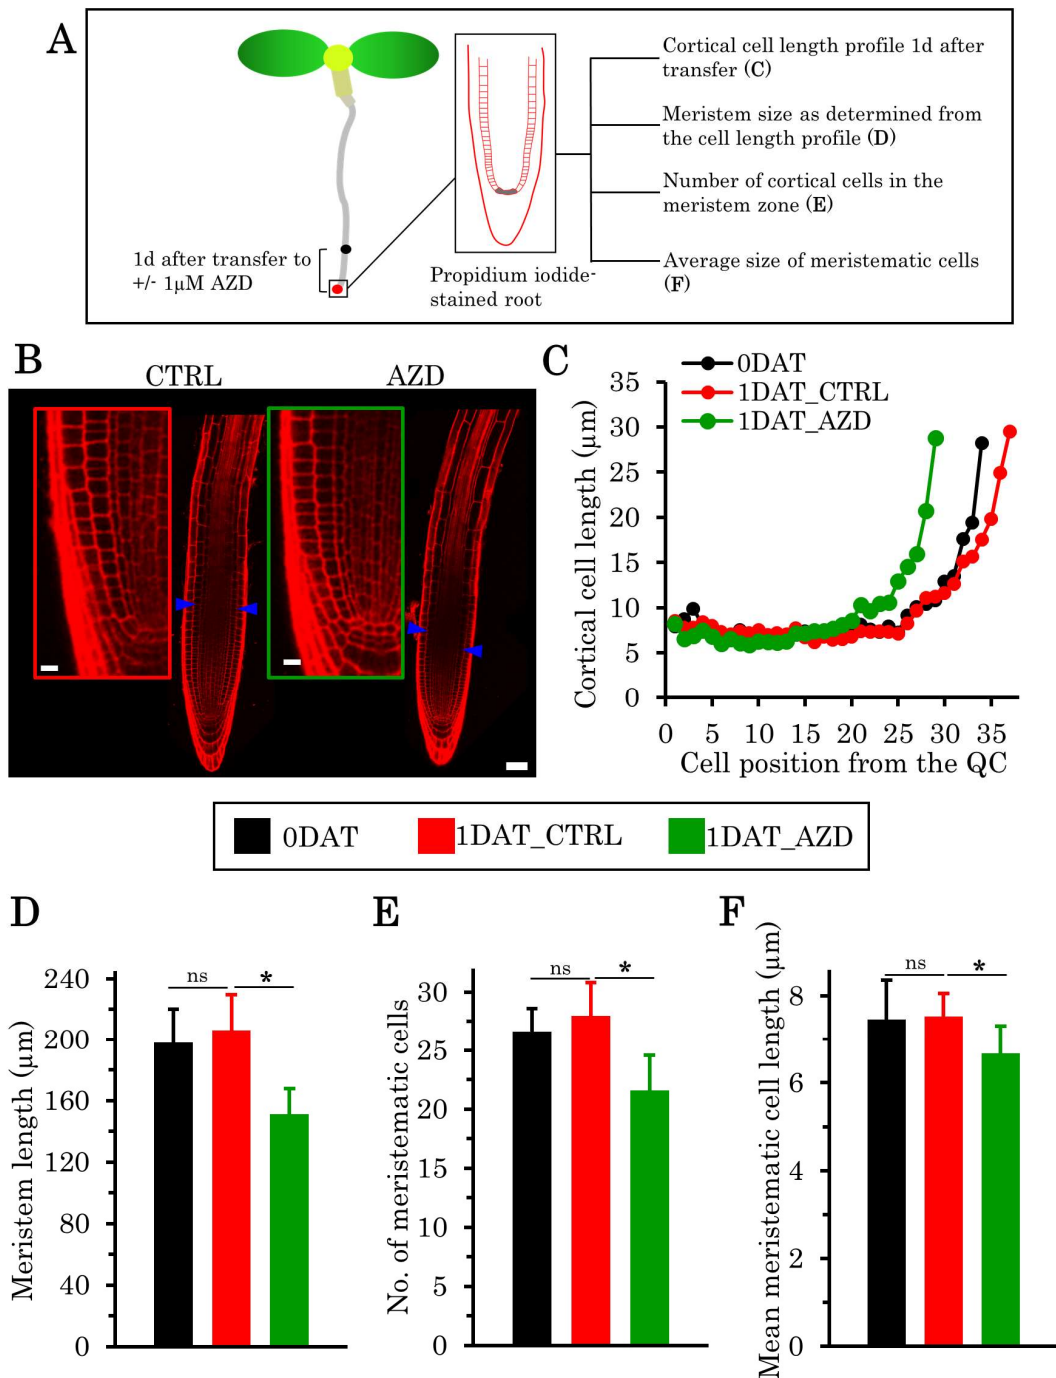 A
Cortical cell length profile 1d after
transfer (C)
Meristem size as determined from
the cell length profile (D)
Number of cortical cells in the
meristem zone (E)
Average size of meristematic cells
(F)
1d after transfer to
+/- 1µM AZD
Propidium iodide-
stained root
B
CTRL
AZD
C
0DAT
1DAT_CTRL
1DAT_AZD
Cortical cell length (µm)
35
30
25
20
15
10
5
0
0 5 10 15 20 25 30 35
Cell position from the QC
0DAT
1DAT_CTRL
1DAT_AZD
D
Meristem length (µm)
240
200
160
120
80
40
0
ns
*
E
No. of meristematic cells
30
25
20
15
10
5
0
ns
*
F
Mean meristematic cell length (µm)
8
6
4
2
0
ns
*